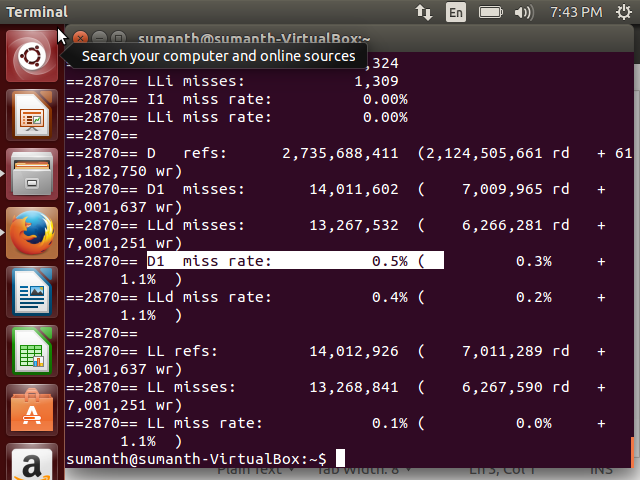 Terminal
En
7:43 PM
sumanth@sumanth-VirtualBox:~
Search your computer and online sources
,324
==2870== LLi misses: 1,309
==2870== I1 miss rate: 0.00%
==2870== LLi miss rate: 0.00%
==2870==
==2870== D refs: 2,735,688,411 (2,124,505,661 rd + 61
1,182,750 wr)
==2870== D1 misses: 14,011,602 ( 7,009,965 rd +
7,001,637 wr)
==2870== LLd misses: 13,267,532 ( 6,266,281 rd +
7,001,251 wr)
==2870== D1 miss rate: 0.5% ( 0.3% +
1.1% )
==2870== LLd miss rate: 0.4% ( 0.2% +
1.1% )
==2870==
==2870== LL refs: 14,012,926 ( 7,011,289 rd +
7,001,637 wr)
==2870== LL misses: 13,268,841 ( 6,267,590 rd +
7,001,251 wr)
==2870== LL miss rate: 0.1% ( 0.0% +
1.1% )
sumanth@sumanth-VirtualBox:~$
Plain Text Tab Width: 8 Ln 5, Col 1 INS